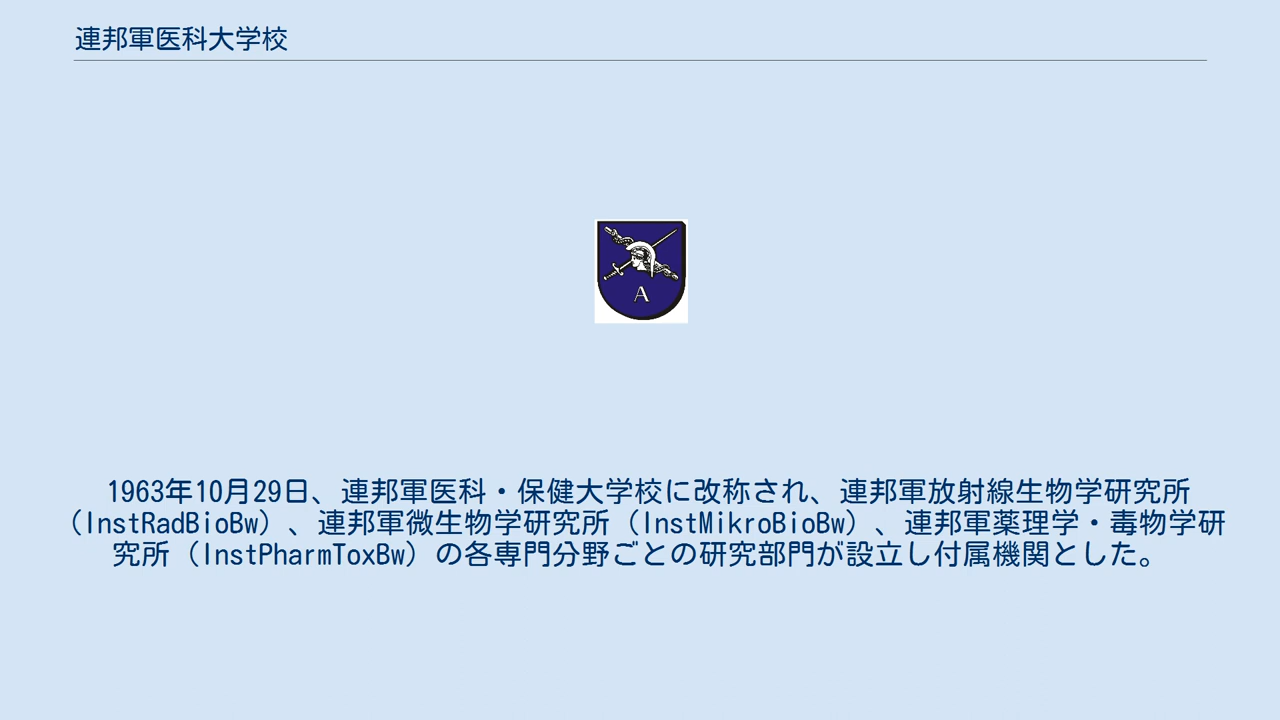 連邦軍医科大学校
A
1963年10月29日、連邦軍医科・保健大学校に改称され、連邦軍放射線生物学研究所
（InstRadBioBw）、連邦軍微生物学研究所（InstMikroBioBw）、連邦軍薬理学・毒物学研
究所（InstPharmToxBw）の各専門分野ごとの研究部門が設立し付属機関とした。